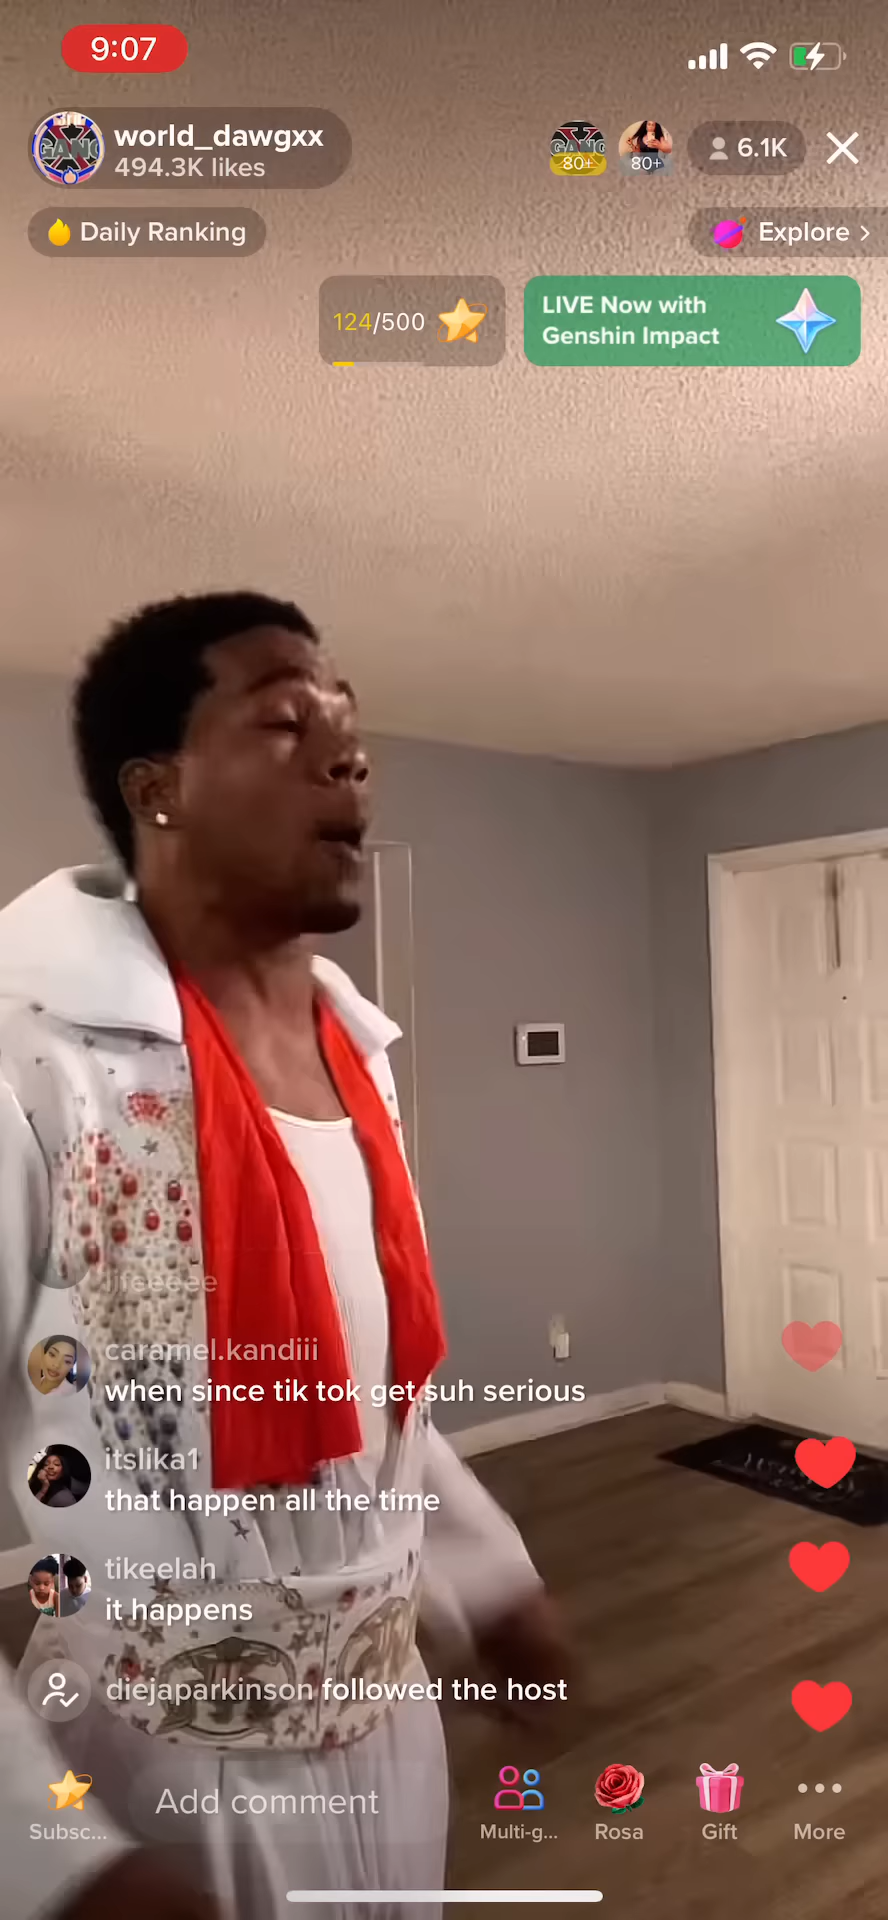 9:07
world_dawgxx
494.3K likes
GANG
80+
80+
6.1K
Daily Ranking
Explore >
124/500
LIVE Now with
Genshin Impact
lifeeeee
caramel.kandiii
when since tik tok get suh serious
itslika1
that happen all the time
tikeelah
it happens
diejaparkinson followed the host
Subsc...
Add comment
Multi-g...
Rosa
Gift
More